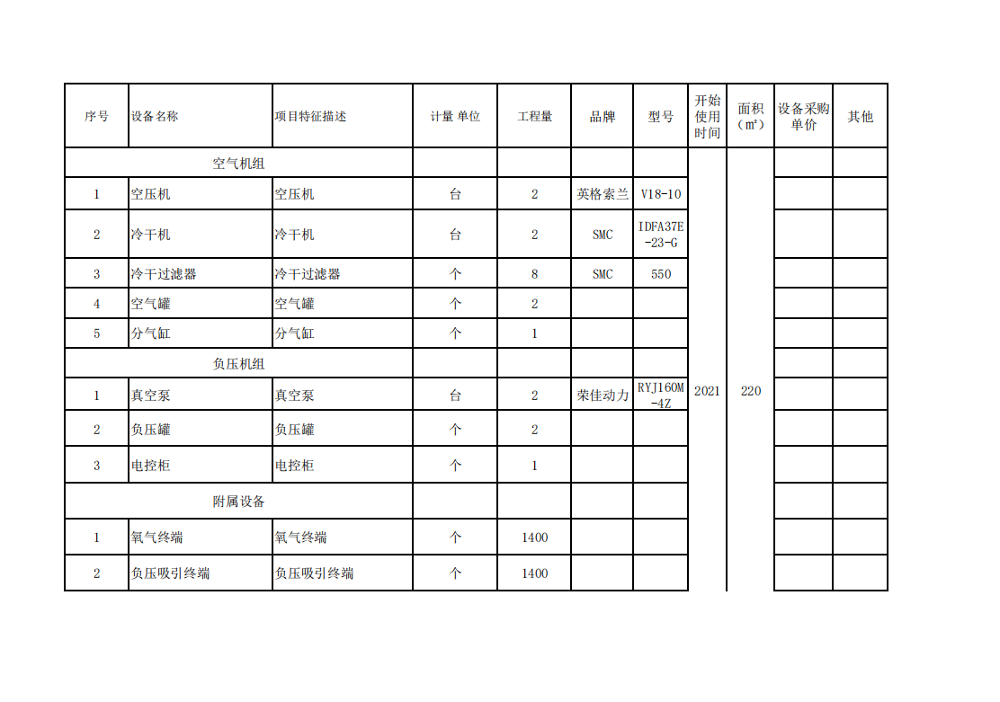 序号 设备名称 项目特征描述 计量 单位 工程量 品牌 型号 开始使用时间 面积（㎡） 设备采购单价 其他
空气机组
1 空压机 空压机 台 2 英格索兰 V18-10
2 冷干机 冷干机 台 2 SMC IDFA37E-23-G
3 冷干过滤器 冷干过滤器 个 8 SMC 550
4 空气罐 空气罐 个 2
5 分气缸 分气缸 个 1
负压机组
1 真空泵 真空泵 台 2 荣佳动力 RYJ160M-4Z 2021 220
2 负压罐 负压罐 个 2
3 电控柜 电控柜 个 1
附属设备
1 氧气终端 氧气终端 个 1400
2 负压吸引终端 负压吸引终端 个 1400